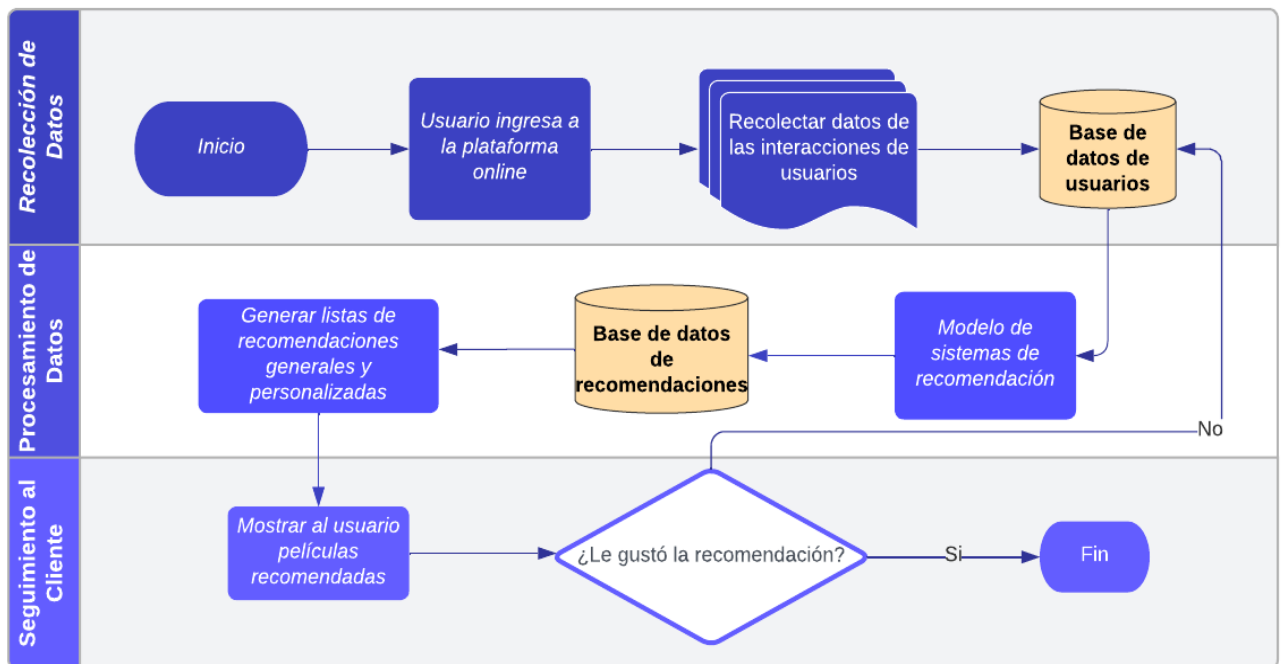 Recolección de
Datos
Inicio
Usuario ingresa a
la plataforma
online
Recolectar datos de
las interacciones de
usuarios
Base de
datos de
usuarios
Procesamiento de
Datos
Generar listas de
recomendaciones
generales y
personalizadas
Base de datos
de
recomendaciones
Modelo de
sistemas de
recomendación
No
Seguimiento al
Cliente
Mostrar al usuario
películas
recomendadas
¿Le gustó la recomendación?
Si
Fin